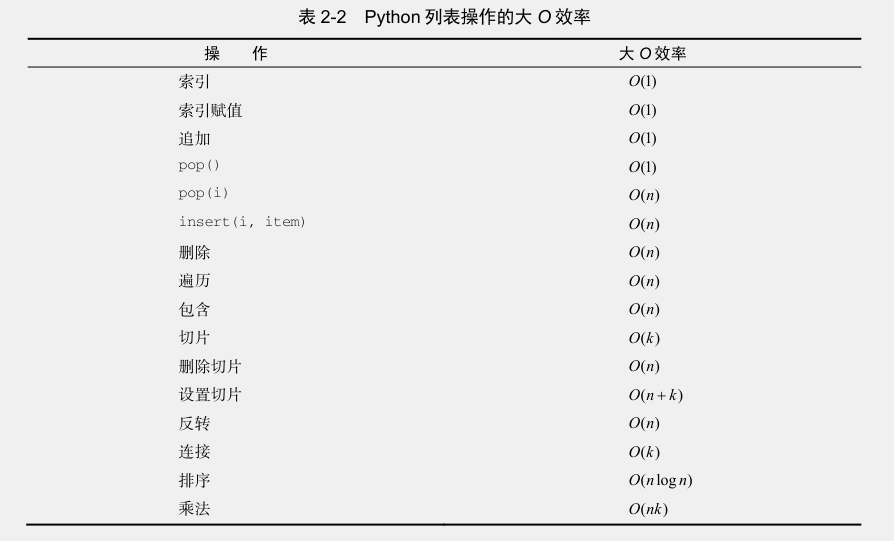 表 2-2 Python 列表操作的大 O 效率
操 作 大 O 效率
索引 O(1)
索引赋值 O(1)
追加 O(1)
pop() O(1)
pop(i) O(n)
insert(i, item) O(n)
删除 O(n)
遍历 O(n)
包含 O(n)
切片 O(k)
删除切片 O(n)
设置切片 O(n+k)
反转 O(n)
连接 O(k)
排序 O(n log n)
乘法 O(nk)